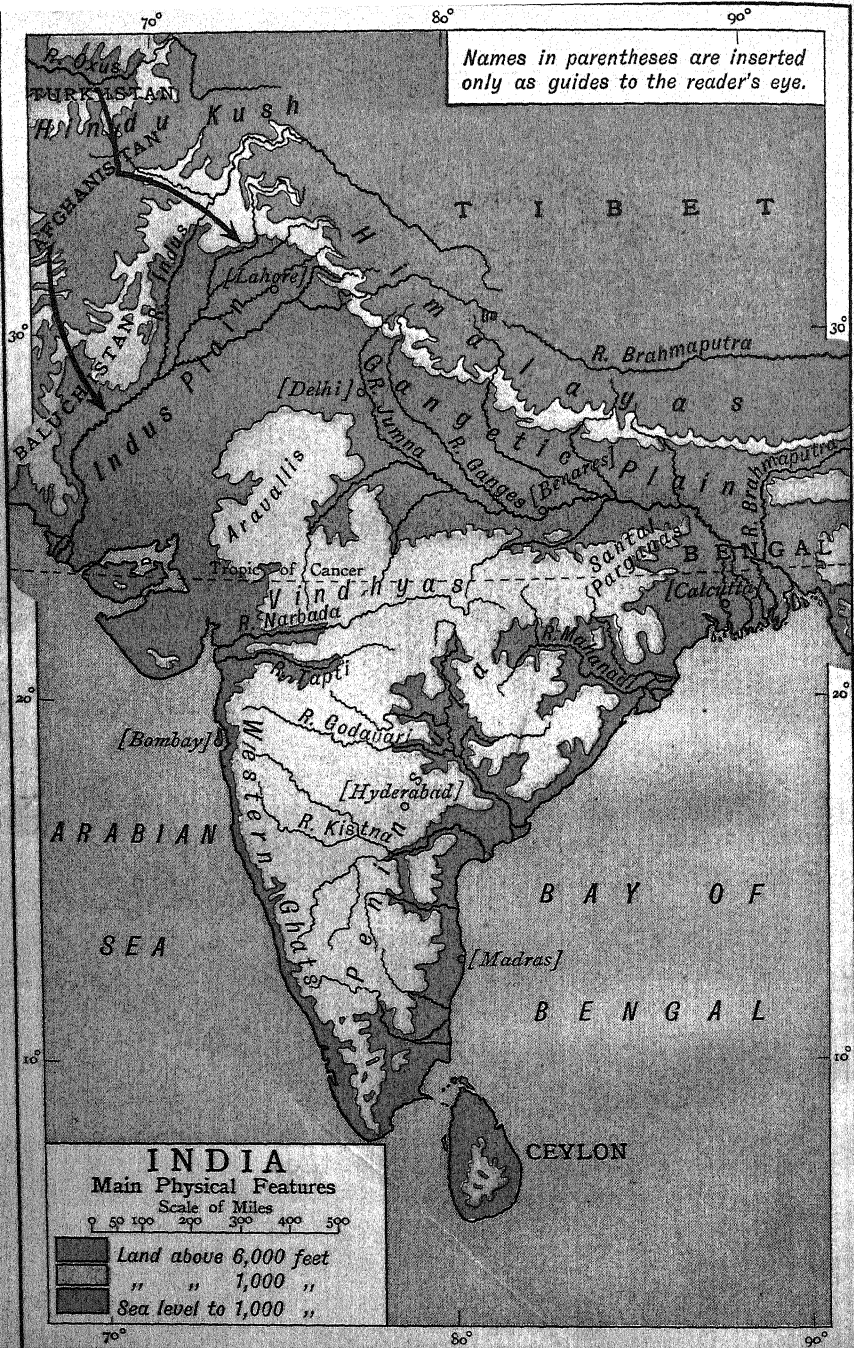 70°
80°
90°
Names in parentheses are inserted
only as guides to the reader's eye.
R. Oxus
TURKISTAN
Hindu Kush
AFGHANISTAN
TIBET
R. Indus
[Lahore]
Himalayas
30°
30°
R. Brahmaputra
BALUCHISTAN
Indus Plain
[Delhi]
R. Jumna
Gangetic Plain
R. Ganges
[Benares]
R. Brahmaputra
Aravallis
Santal
Parganas
BENGAL
Tropic of Cancer
Vindhyas
[Calcutta]
R. Narbada
R. Mahanadi
R. Tapti
20°
20°
R. Godavari
[Bombay]
Western Ghats
[Hyderabad]
R. Kistna
Peninsula
ARABIAN
SEA
BAY OF
BENGAL
[Madras]
10°
10°
CEYLON
INDIA
Main Physical Features
Scale of Miles
0 50 100 200 300 400 500
Land above 6,000 feet
„ „ 1,000 „
Sea level to 1,000 „
70°
80°
90°